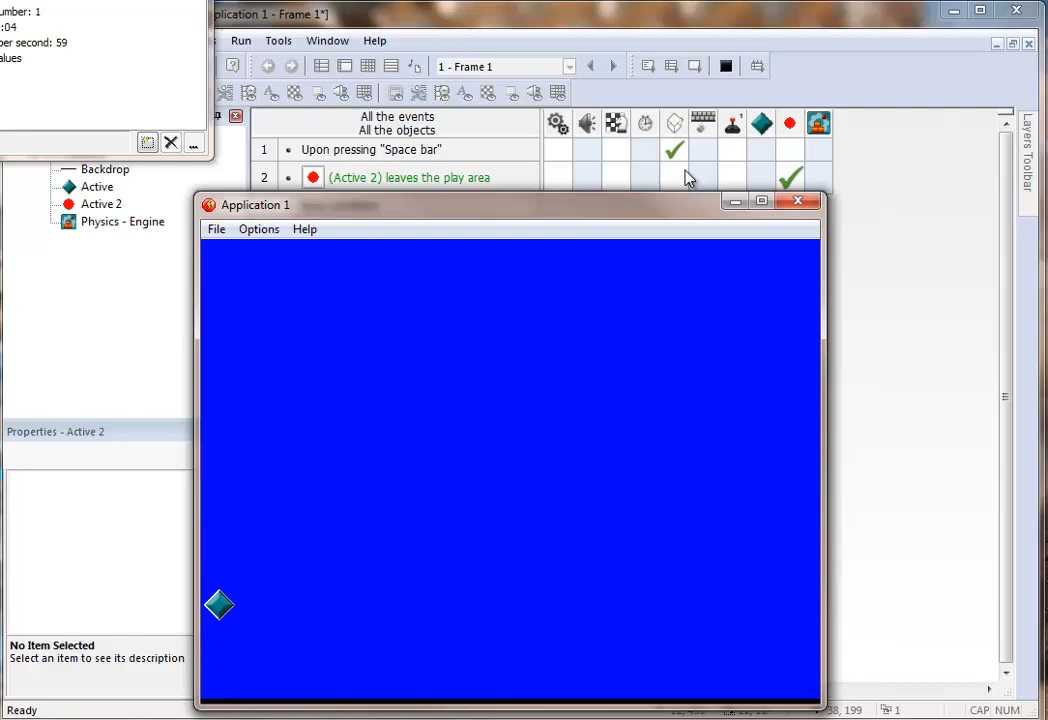 umber: 1
:04
per second: 59
alues
pplication 1 - Frame 1*]
Run Tools Window Help
1 - Frame 1
All the events
All the objects
1 • Upon pressing "Space bar"
2 • (Active 2) leaves the play area
Layers Toolbar
Backdrop
Active
Active 2
Physics - Engine
Application 1
File Options Help
Properties - Active 2
No Item Selected
Select an item to see its description
Ready
38, 199
1
CAP NUM